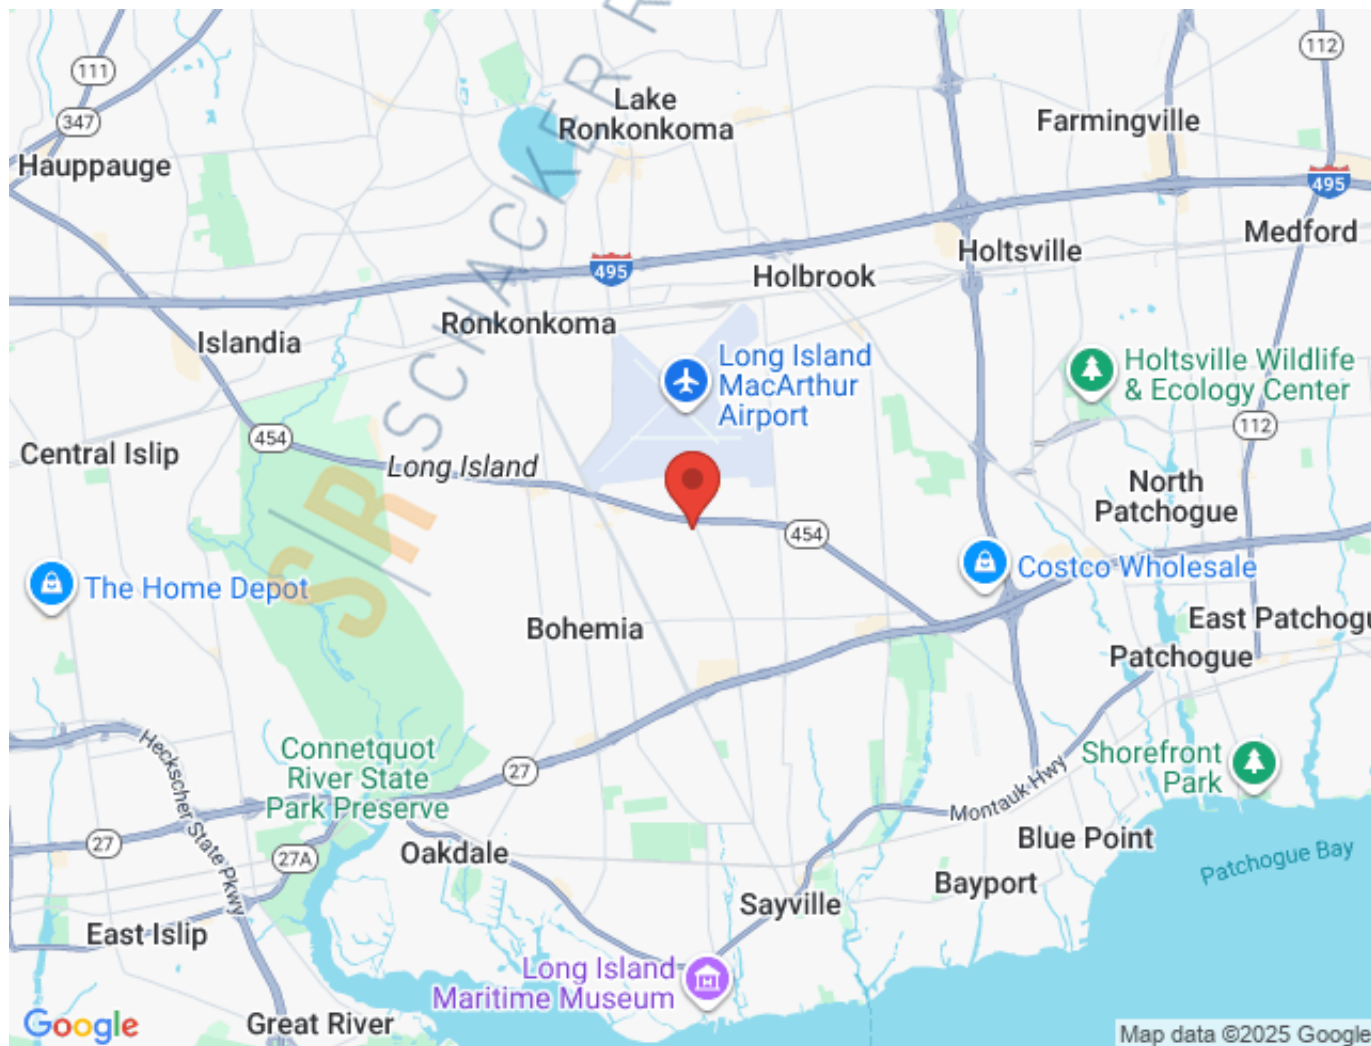 112
111
Lake
Ronkonkoma
347
Farmingville
Hauppauge
495
Medford
Holtsville
495
Holbrook
Ronkonkoma
Islandia
Long Island
MacArthur
Airport
Holtsville Wildlife
& Ecology Center
112
454
Central Islip
Long Island
North
Patchogue
454
The Home Depot
Costco Wholesale
Bohemia
East Patchogu
Patchogue
Heckscher State Pkwy
Connetquot
River State
Park Preserve
27
Shorefront
Park
Montauk Hwy
27
27A
Oakdale
Blue Point
Patchogue Bay
Bayport
Sayville
East Islip
Long Island
Maritime Museum
Great River
Google
Map data ©2025 Google
SR SCHACKER R